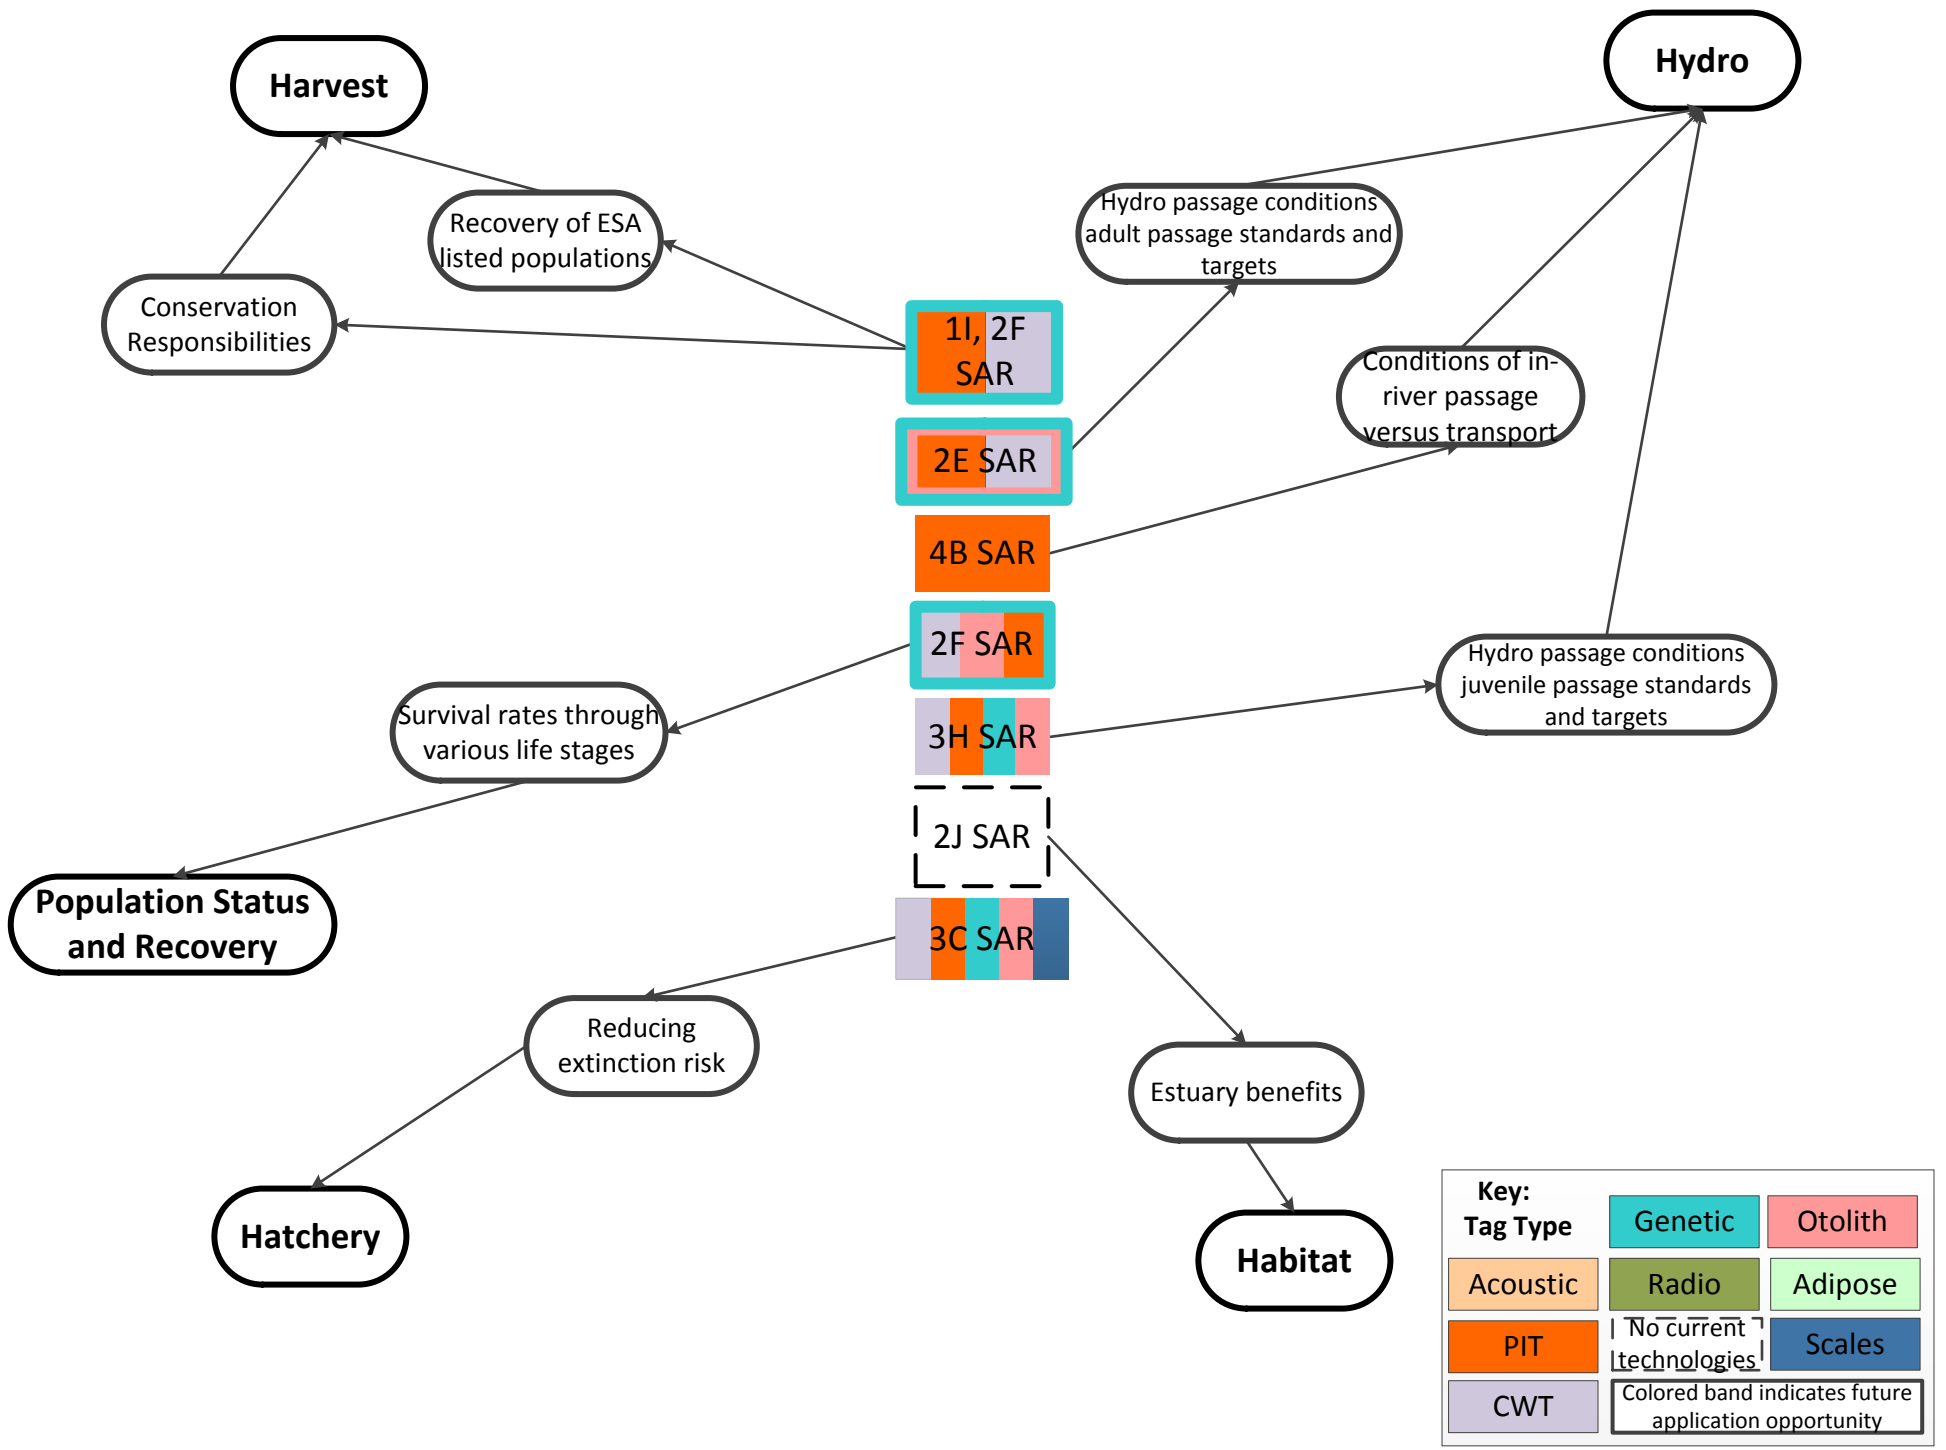 Harvest
Hydro
Recovery of ESA
listed populations
Hydro passage conditions
adult passage standards and
targets
Conservation
Responsibilities
1I, 2F
SAR
Conditions of in-
river passage
versus transport
2E SAR
4B SAR
2F SAR
Hydro passage conditions
juvenile passage standards
and targets
Survival rates through
various life stages
3H SAR
2J SAR
Population Status
and Recovery
3C SAR
Reducing
extinction risk
Estuary benefits
Hatchery
Habitat
Key:
Tag Type
Genetic
Otolith
Acoustic
Radio
Adipose
PIT
No current
technologies
Scales
CWT
Colored band indicates future
application opportunity